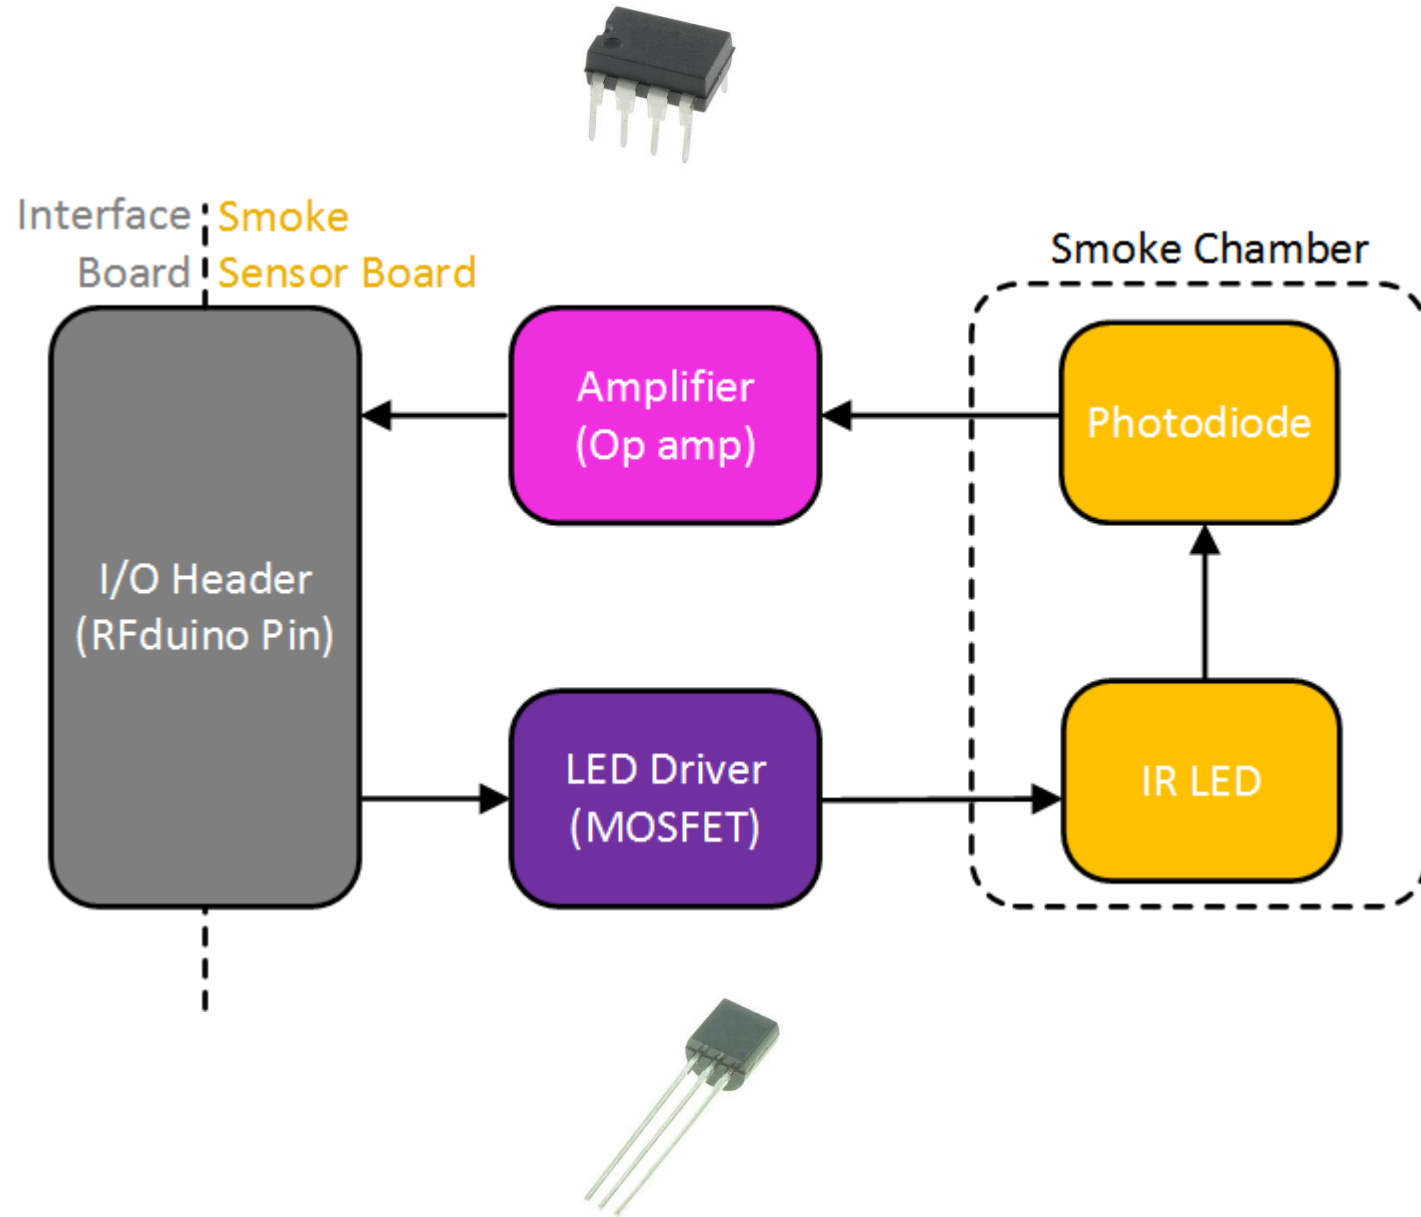 Interface
Board
Smoke
Sensor Board
Smoke Chamber
Amplifier
(Op amp)
Photodiode
I/O Header
(RFduino Pin)
LED Driver
(MOSFET)
IR LED